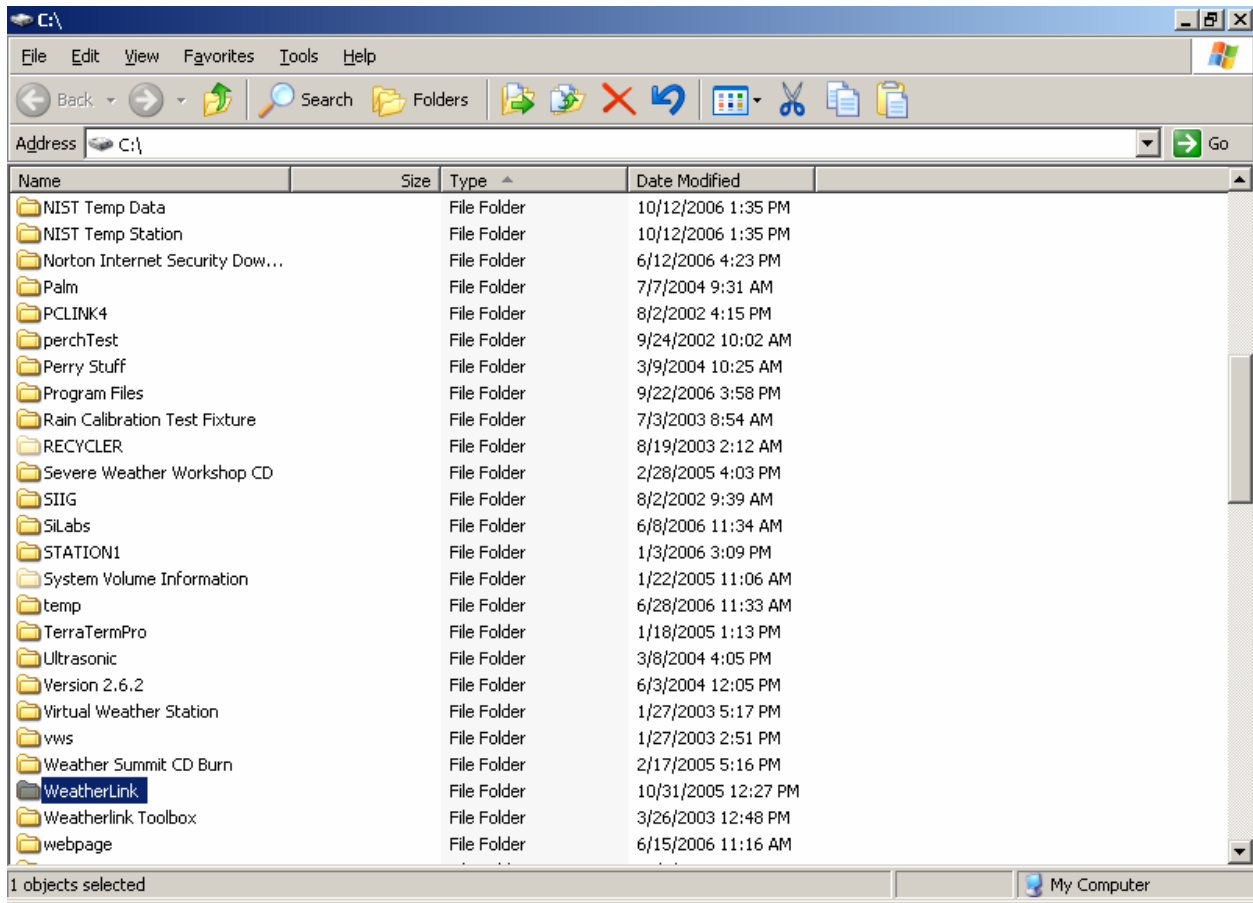 C:\
File Edit View Favorites Tools Help
Back Search Folders
Address C:\ Go
Name Size Type Date Modified
NIST Temp Data File Folder 10/12/2006 1:35 PM
NIST Temp Station File Folder 10/12/2006 1:35 PM
Norton Internet Security Dow... File Folder 6/12/2006 4:23 PM
Palm File Folder 7/7/2004 9:31 AM
PCLINK4 File Folder 8/2/2002 4:15 PM
perchTest File Folder 9/24/2002 10:02 AM
Perry Stuff File Folder 3/9/2004 10:25 AM
Program Files File Folder 9/22/2006 3:58 PM
Rain Calibration Test Fixture File Folder 7/3/2003 8:54 AM
RECYCLER File Folder 8/19/2003 2:12 AM
Severe Weather Workshop CD File Folder 2/28/2005 4:03 PM
SIIG File Folder 8/2/2002 9:39 AM
SiLabs File Folder 6/8/2006 11:34 AM
STATION1 File Folder 1/3/2006 3:09 PM
System Volume Information File Folder 1/22/2005 11:06 AM
temp File Folder 6/28/2006 11:33 AM
TerraTermPro File Folder 1/18/2005 1:13 PM
Ultrasonic File Folder 3/8/2004 4:05 PM
Version 2.6.2 File Folder 6/3/2004 12:05 PM
Virtual Weather Station File Folder 1/27/2003 5:17 PM
vws File Folder 1/27/2003 2:51 PM
Weather Summit CD Burn File Folder 2/17/2005 5:16 PM
WeatherLink File Folder 10/31/2005 12:27 PM
Weatherlink Toolbox File Folder 3/26/2003 12:48 PM
webpage File Folder 6/15/2006 11:16 AM
1 objects selected My Computer